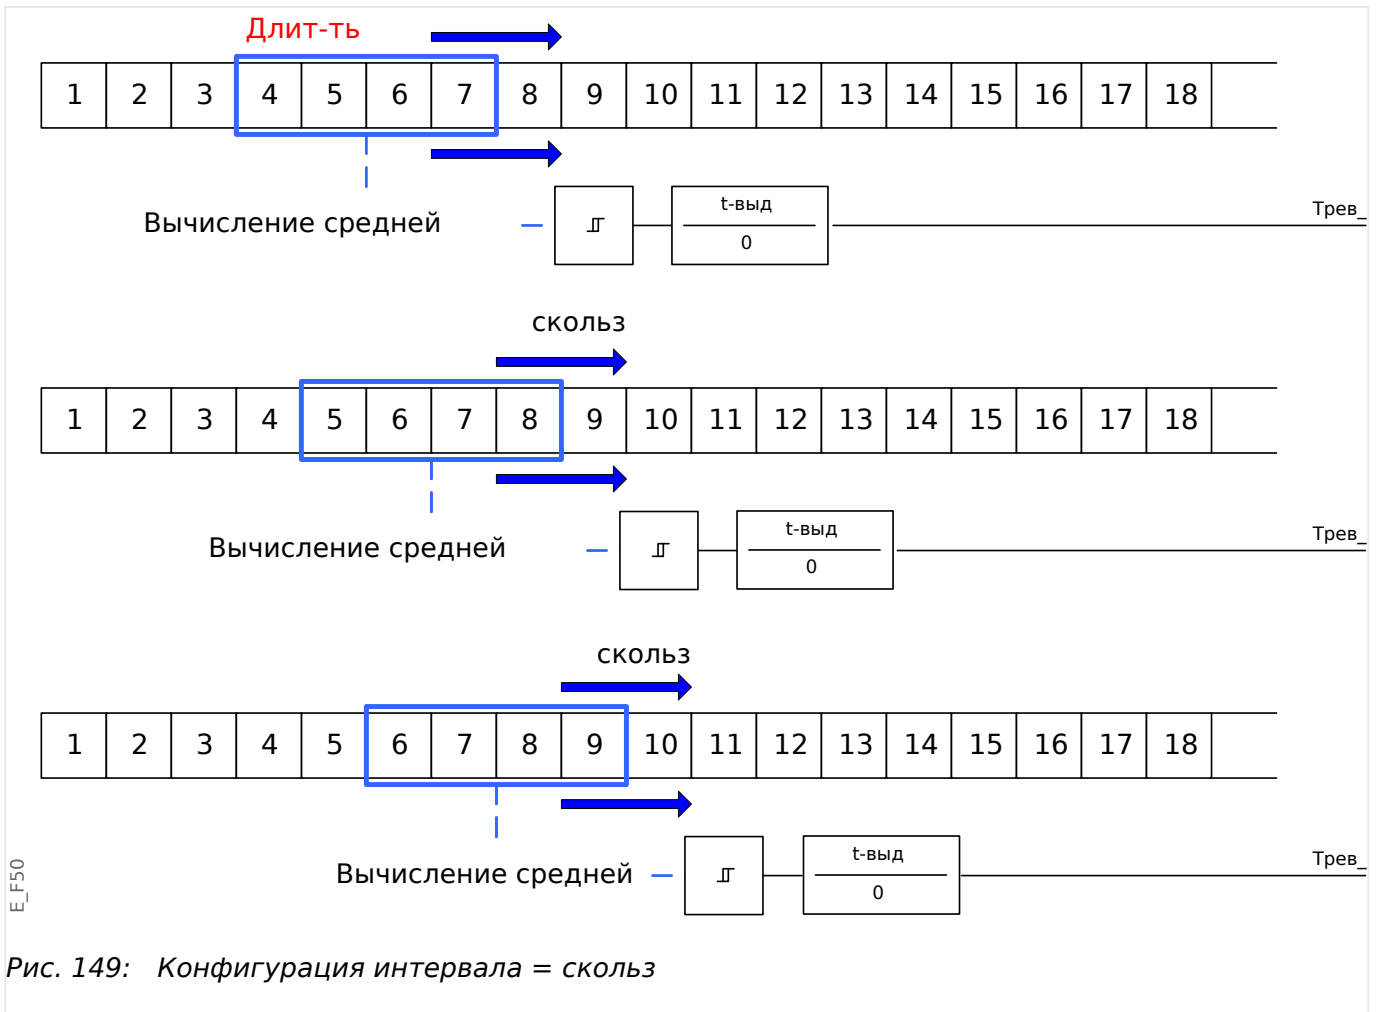 Длит-ть
1 2 3 4 5 6 7 8 9 10 11 12 13 14 15 16 17 18
Вычисление средней
t-выд
0
Трев_
скольз
1 2 3 4 5 6 7 8 9 10 11 12 13 14 15 16 17 18
Вычисление средней
t-выд
0
Трев_
скольз
1 2 3 4 5 6 7 8 9 10 11 12 13 14 15 16 17 18
Вычисление средней
t-выд
0
Трев_
E_F50
Рис. 149: Конфигурация интервала = скольз